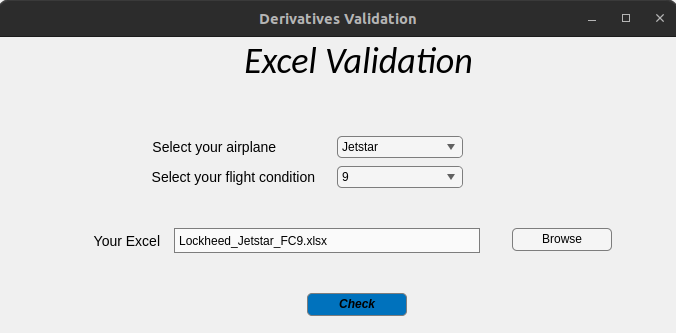 Derivatives Validation
Excel Validation
Select your airplane Jetstar
Select your flight condition 9
Your Excel Lockheed_Jetstar_FC9.xlsx Browse
Check